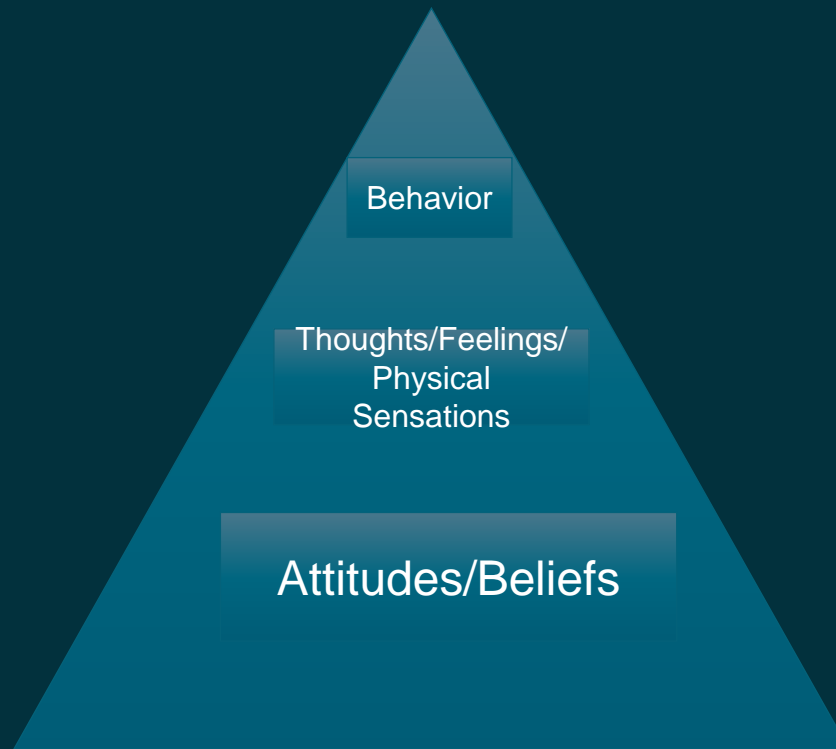 Behavior
Thoughts/Feelings/
Physical
Sensations
Attitudes/Beliefs